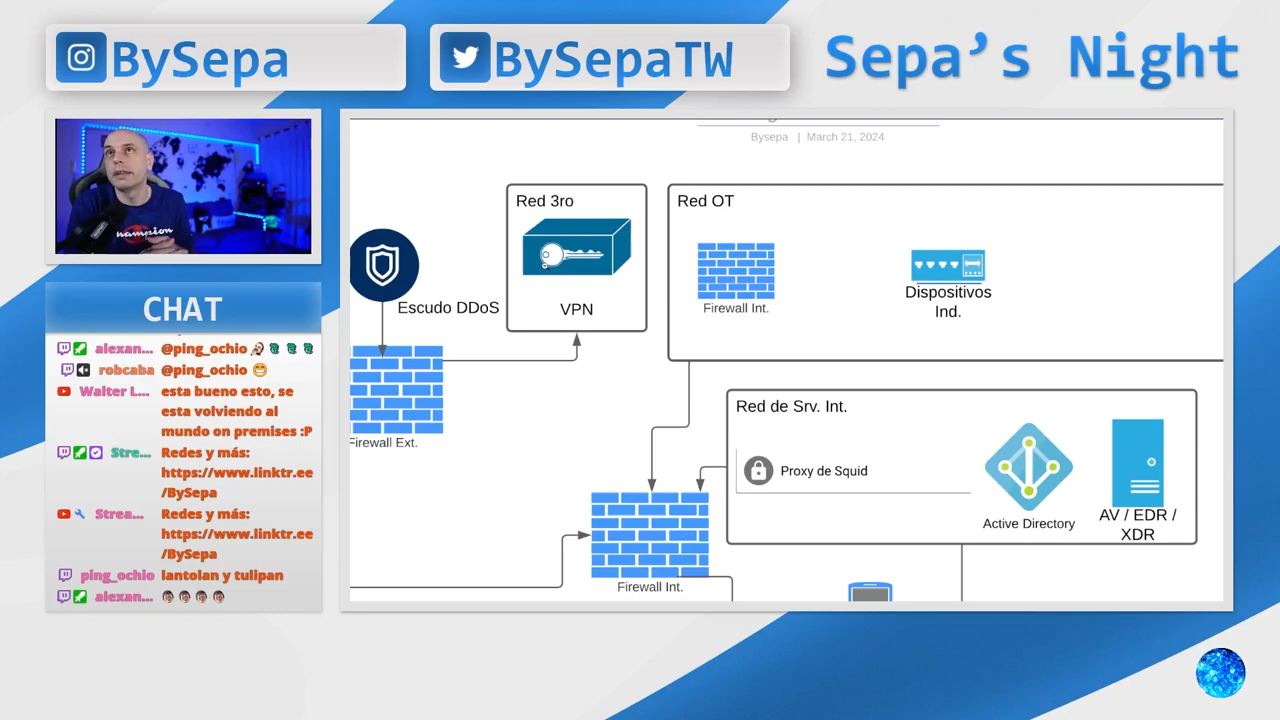 BySepa
BySepaTW
Sepa's Night
Bysepa | March 21, 2024
Red 3ro
VPN
Red OT
Firewall Int.
Dispositivos
Ind.
Escudo DDoS
Firewall Ext.
Red de Srv. Int.
Proxy de Squid
Active Directory
AV / EDR /
XDR
Firewall Int.
CHAT
alexan... @ping_ochio
robcaba @ping_ochio
Walter L... esta bueno esto, se
esta volviendo al
mundo on premises :P
Stre... Redes y más:
https://www.linktr.ee
/BySepa
Strea... Redes y más:
https://www.linktr.ee
/BySepa
ping_ochio lantolan y tulipan
alexan...